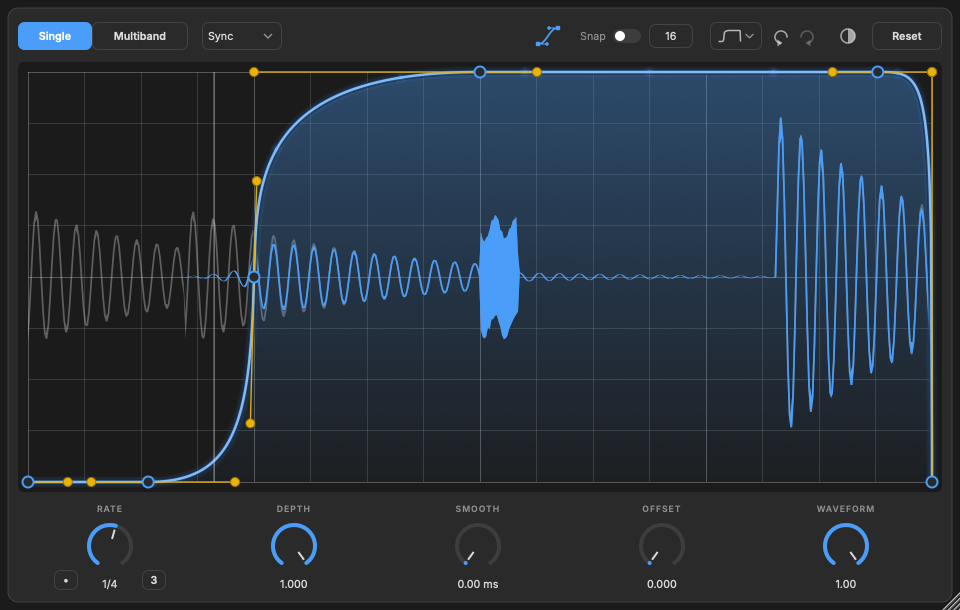 Single Multiband Sync Snap 16 Reset
RATE DEPTH SMOOTH OFFSET WAVEFORM
• 1/4 3 1.000 0.00 ms 0.000 1.00